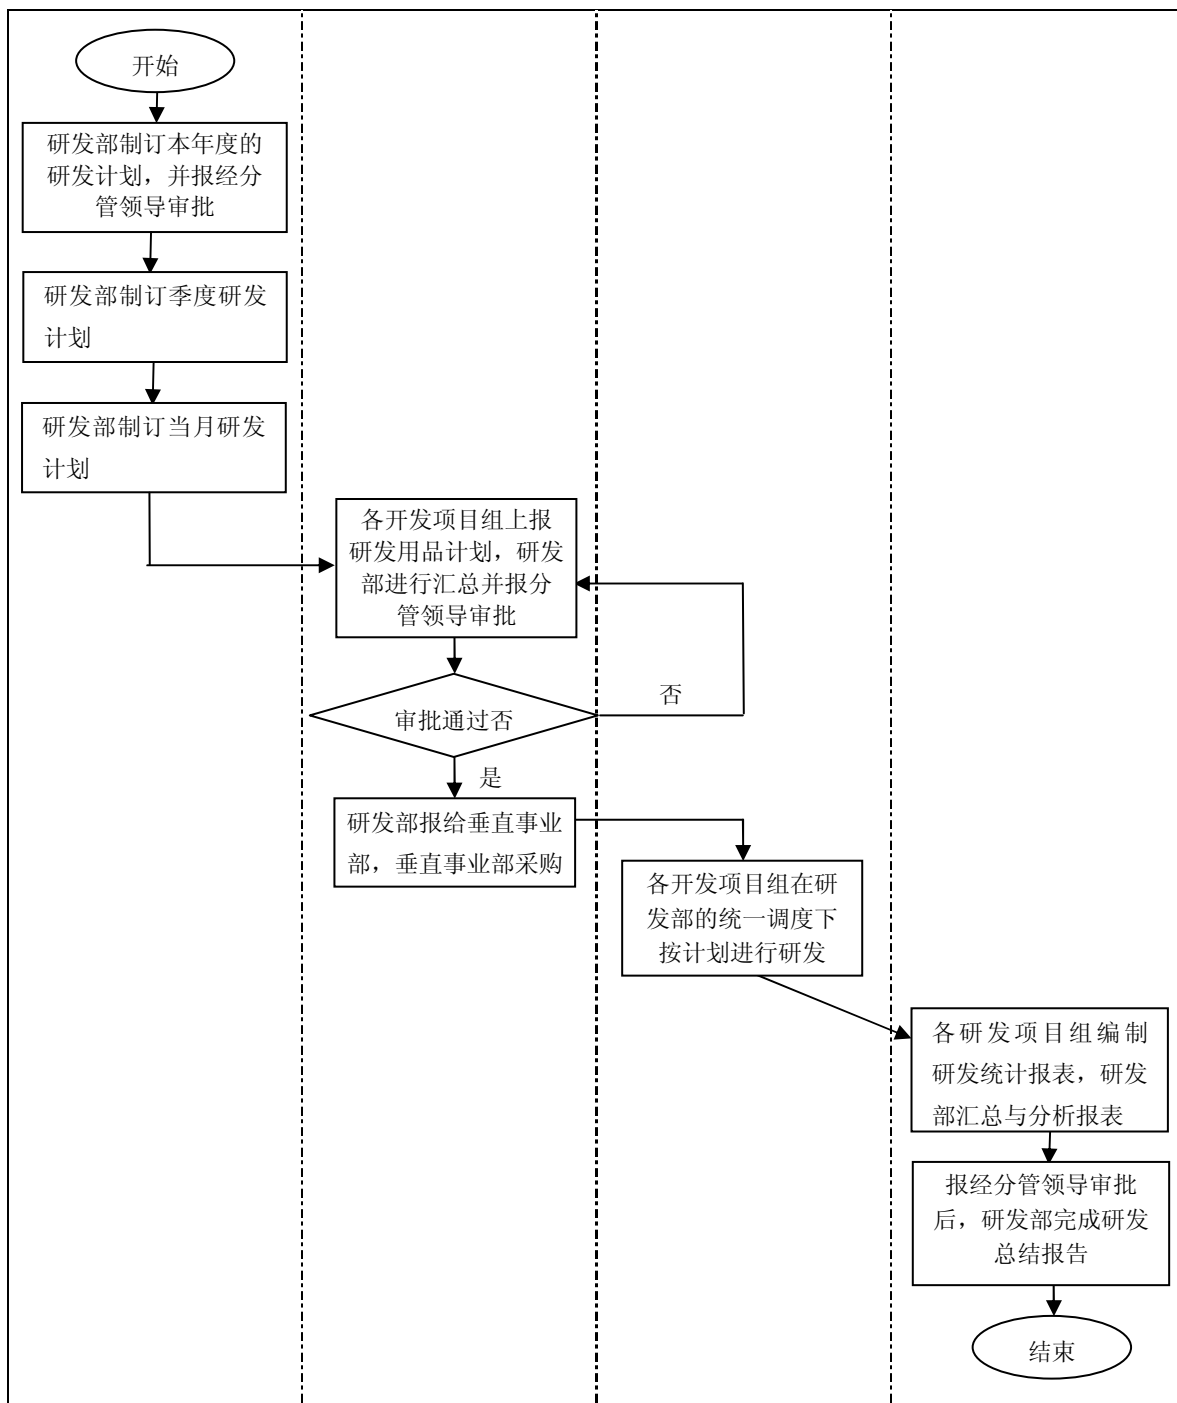 开始
研发部制订本年度的
研发计划，并报经分
管领导审批
研发部制订季度研发
计划
研发部制订当月研发
计划
各开发项目组上报
研发用品计划，研发
部进行汇总并报分
管领导审批
审批通过否
否
是
研发部报给垂直事业
部，垂直事业部采购
各开发项目组在研
发部的统一调度下
按计划进行研发
各研发项目组编制
研发统计报表，研发
部汇总与分析报表
报经分管领导审批
后，研发部完成研发
总结报告
结束